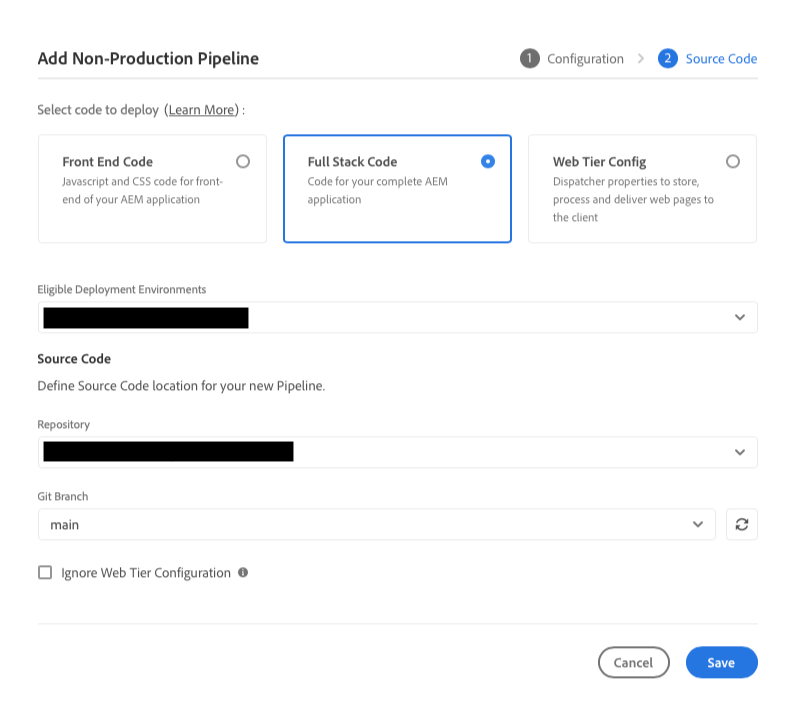 Add Non-Production Pipeline
1 Configuration > 2 Source Code
Select code to deploy (Learn More) :
Front End Code
Javascript and CSS code for front-
end of your AEM application
Full Stack Code
Code for your complete AEM
application
Web Tier Config
Dispatcher properties to store,
process and deliver web pages to
the client
Eligible Deployment Environments
Source Code
Define Source Code location for your new Pipeline.
Repository
Git Branch
main
Ignore Web Tier Configuration
Cancel
Save